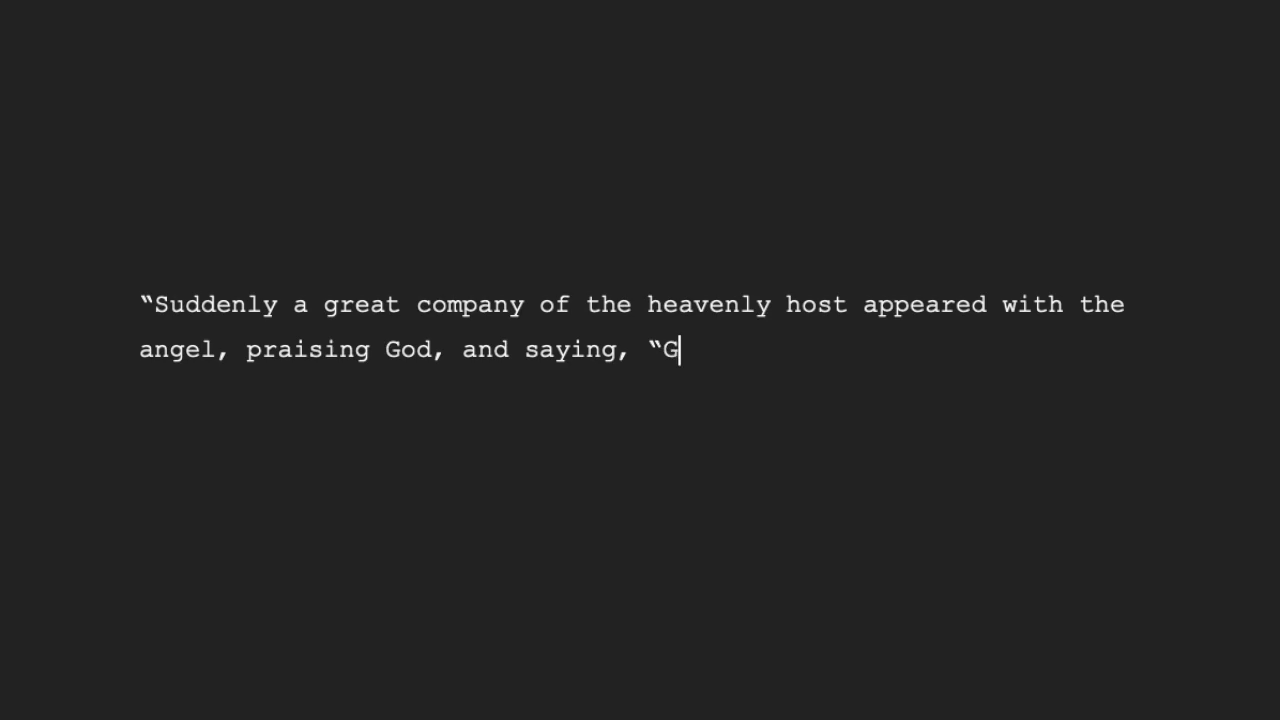 “Suddenly a great company of the heavenly host appeared with the
angel, praising God, and saying, “G